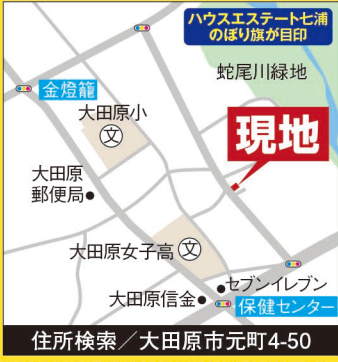 ハウスエステート七浦
のぼり旗が目印
蛇尾川緑地
金燈籠
大田原小
文
現地
大田原
郵便局
大田原女子高
文
セブンイレブン
大田原信金
保健センター
住所検索／大田原市元町4-50